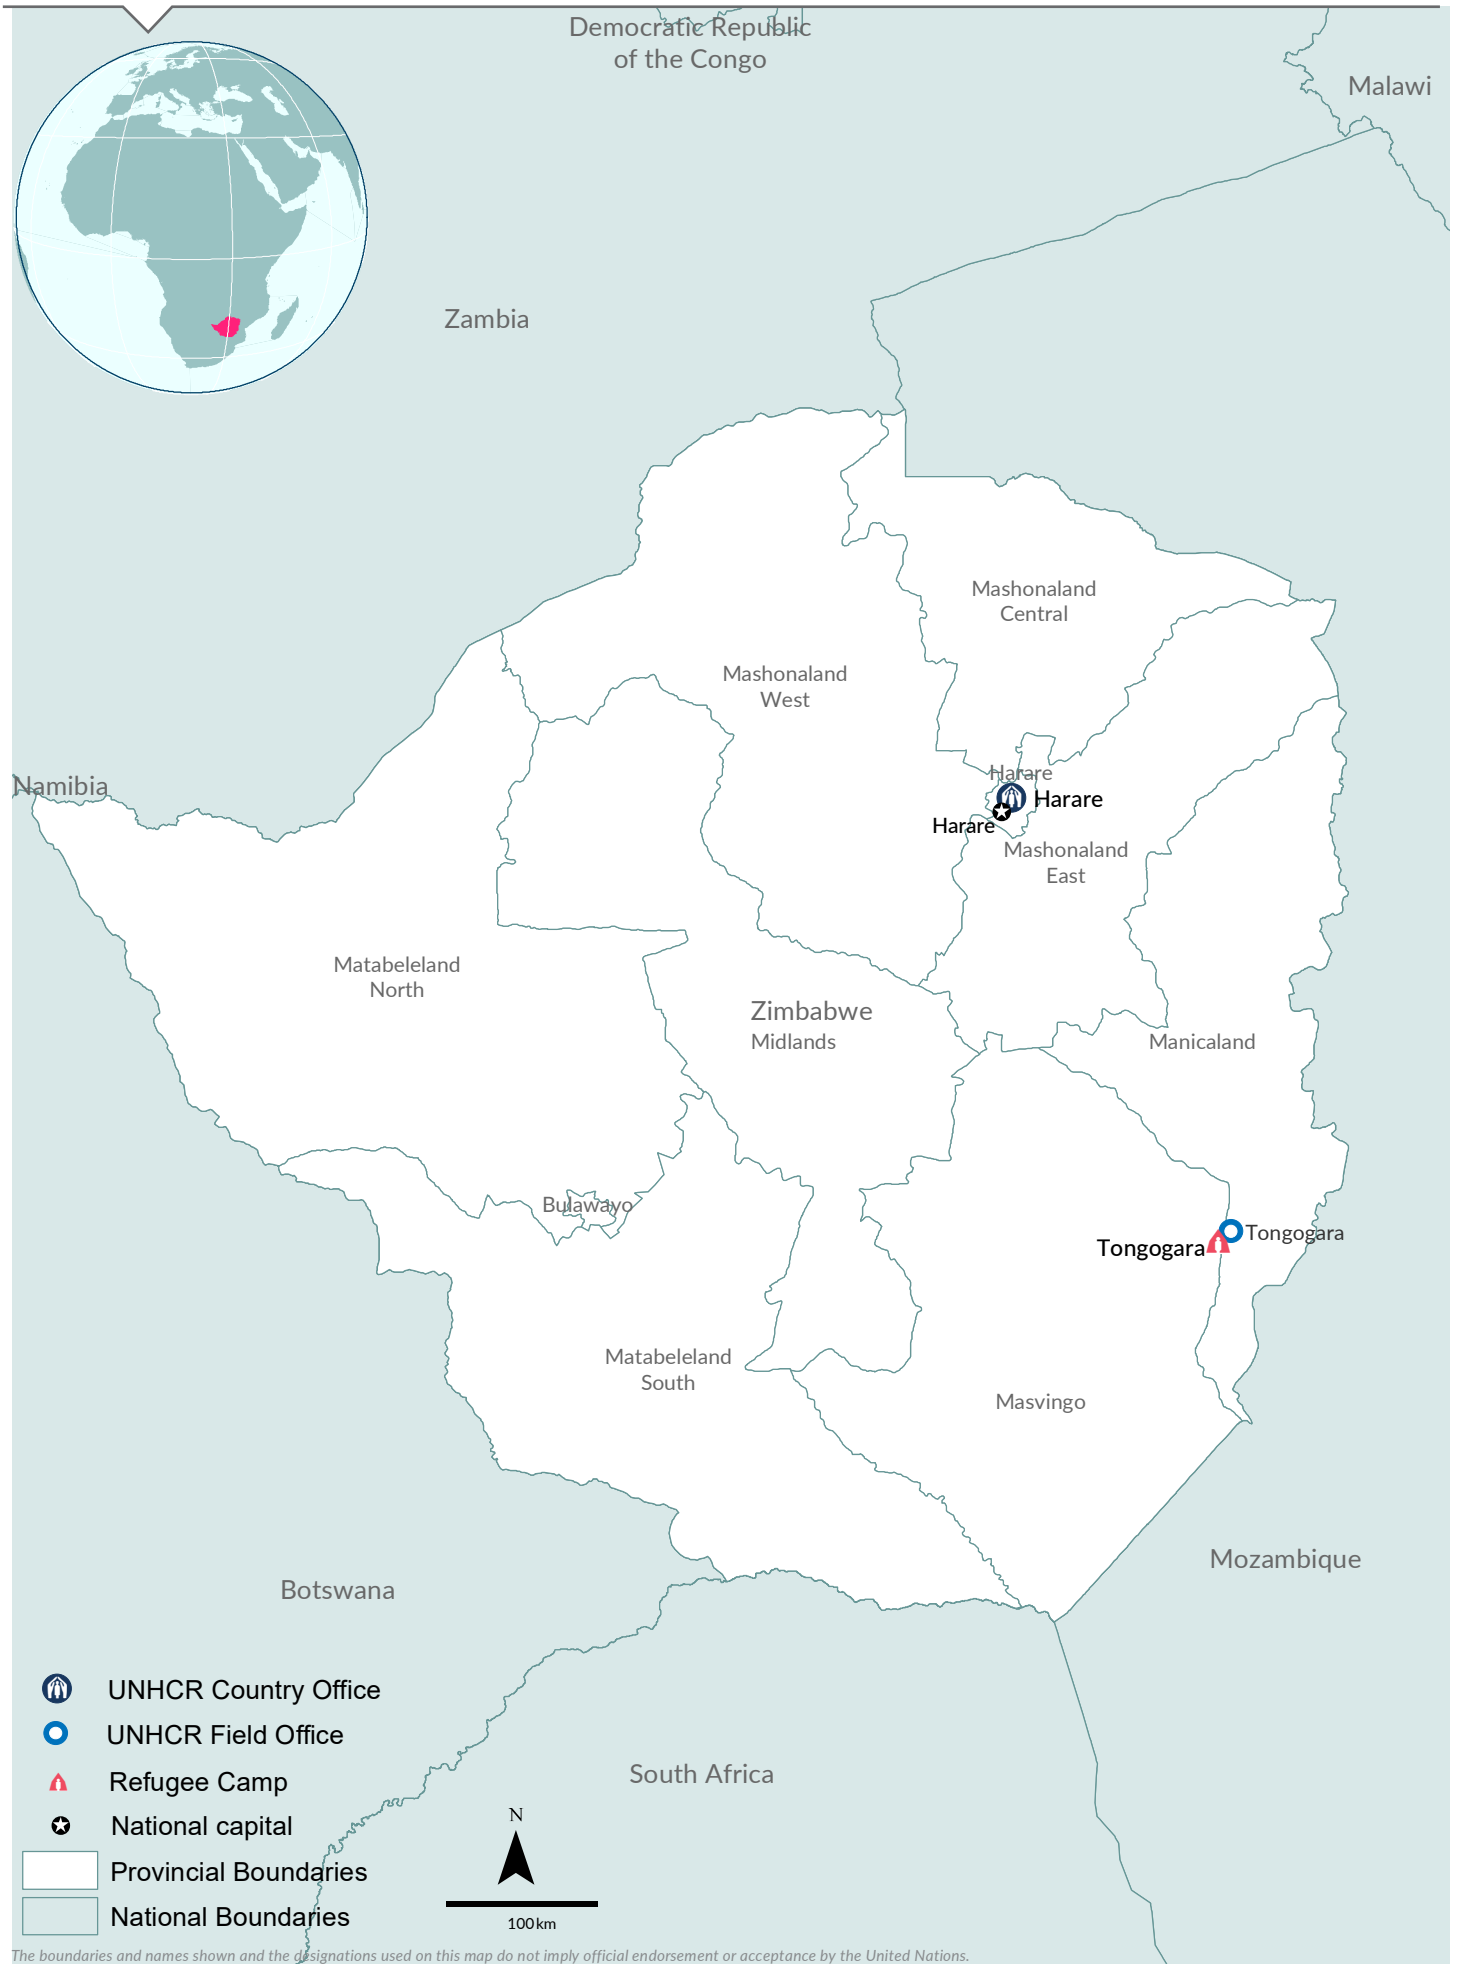 Democratic Republic
of the Congo
Malawi
Zambia
Mashonaland
Central
Mashonaland
West
Harare
Namibia
Harare
Harare
Mashonaland
East
Matabeleland
North
Zimbabwe
Midlands
Manicaland
Bulawayo
Tongogara
Tongogara
Matabeleland
South
Masvingo
Mozambique
Botswana
UNHCR Country Office
UNHCR Field Office
South Africa
Refugee Camp
N
National capital
Provincial Boundaries
National Boundaries
100 km
The boundaries and names shown and the designations used on this map do not imply official endorsement or acceptance by the United Nations.